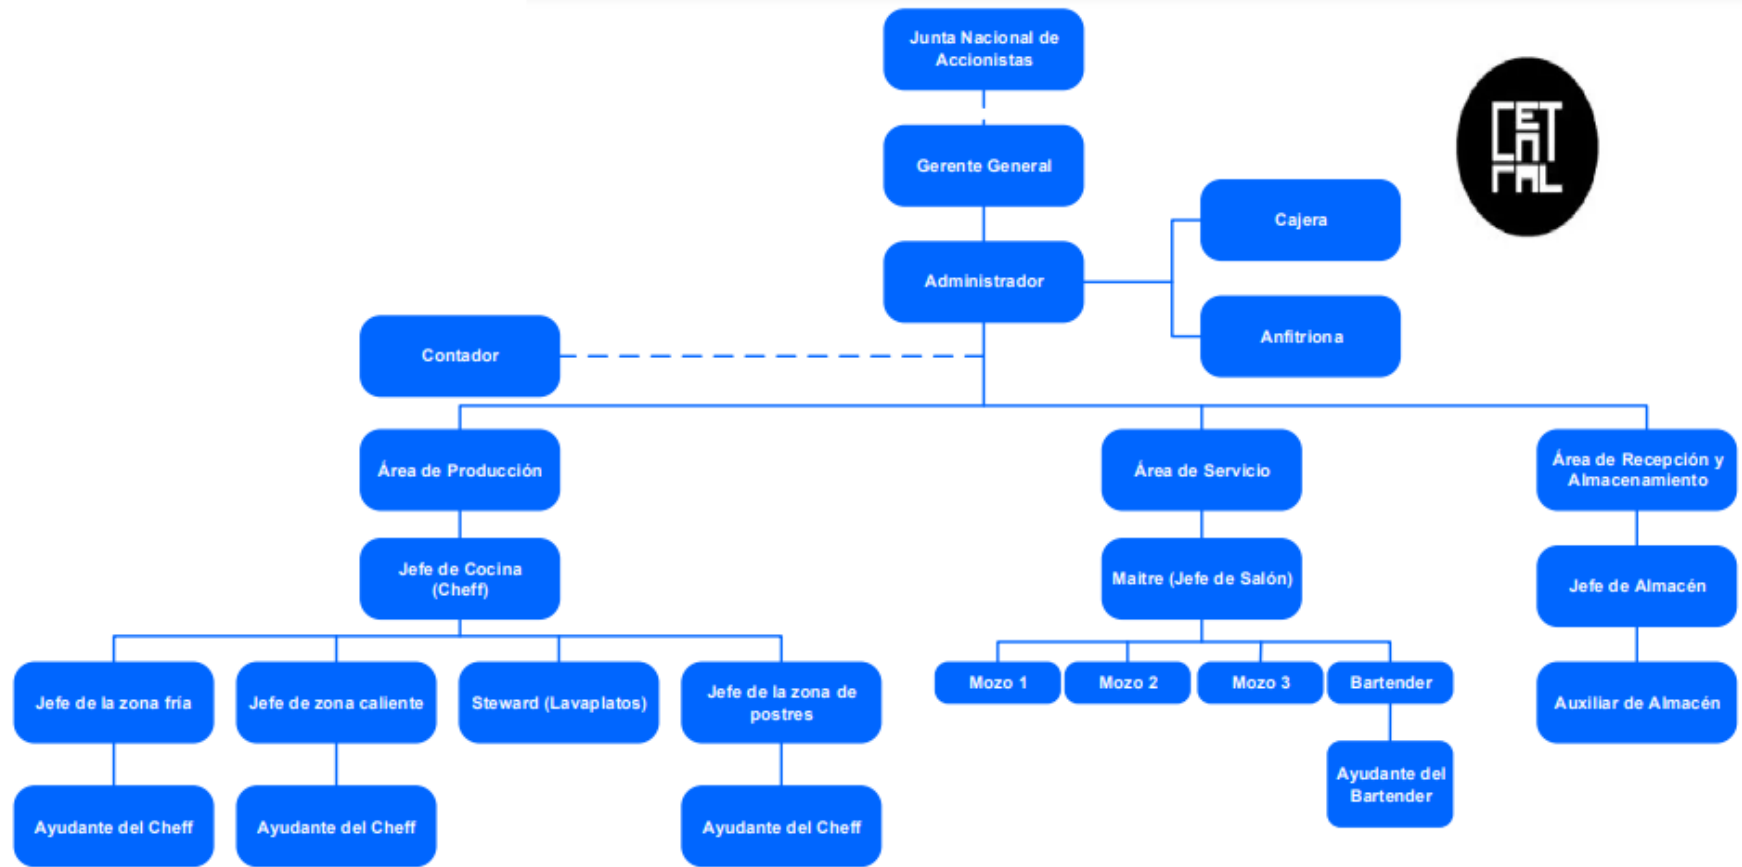 Junta Nacional de
Accionistas
Gerente General
Cajera
Administrador
Anfitriona
Contador
Área de Producción
Área de Servicio
Área de Recepción y
Almacenamiento
Jefe de Cocina
(Cheff)
Maitre (Jefe de Salón)
Jefe de Almacén
Jefe de la zona fría
Jefe de zona caliente
Steward (Lavaplatos)
Jefe de la zona de
postres
Mozo 1
Mozo 2
Mozo 3
Bartender
Auxiliar de Almacén
Ayudante del Cheff
Ayudante del Cheff
Ayudante del Cheff
Ayudante del
Bartender